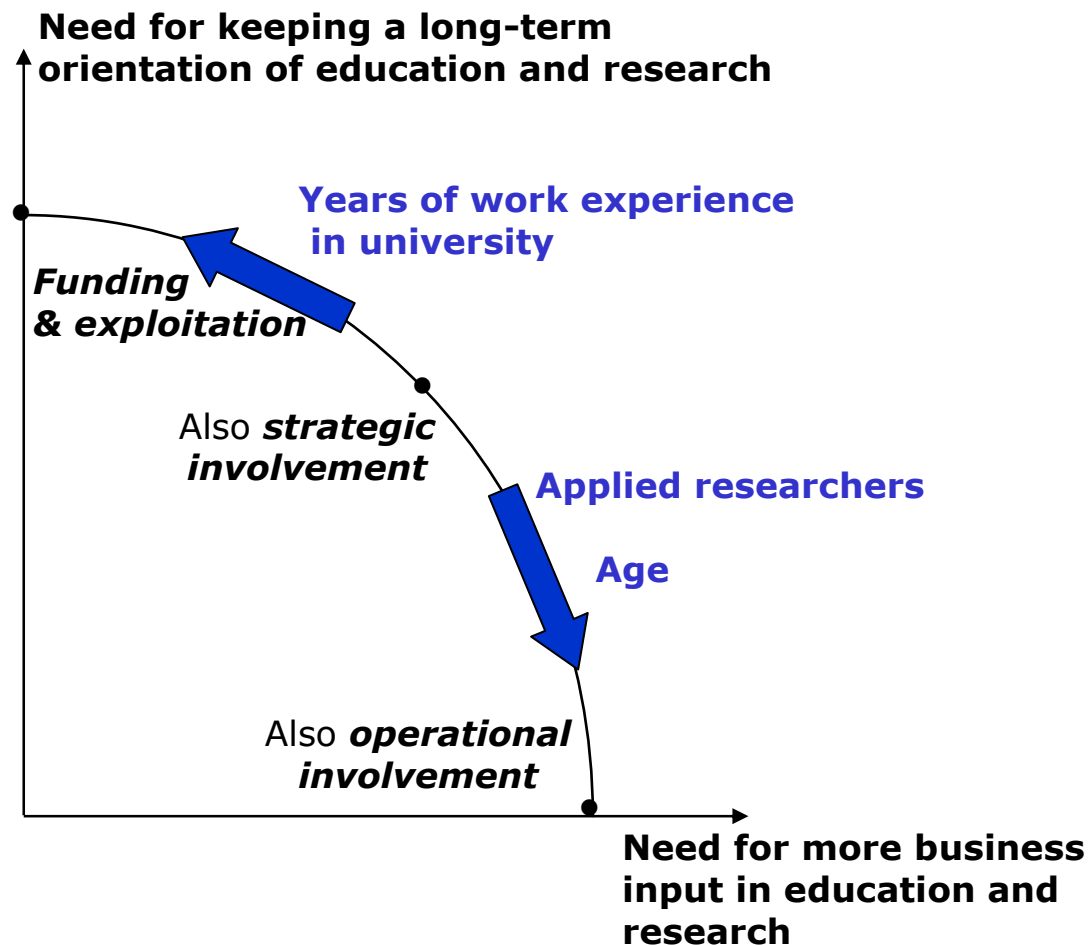 Need for keeping a long-term
orientation of education and research
Years of work experience
in university
Funding
& exploitation
Also strategic
involvement
Applied researchers
Age
Also operational
involvement
Need for more business
input in education and
research